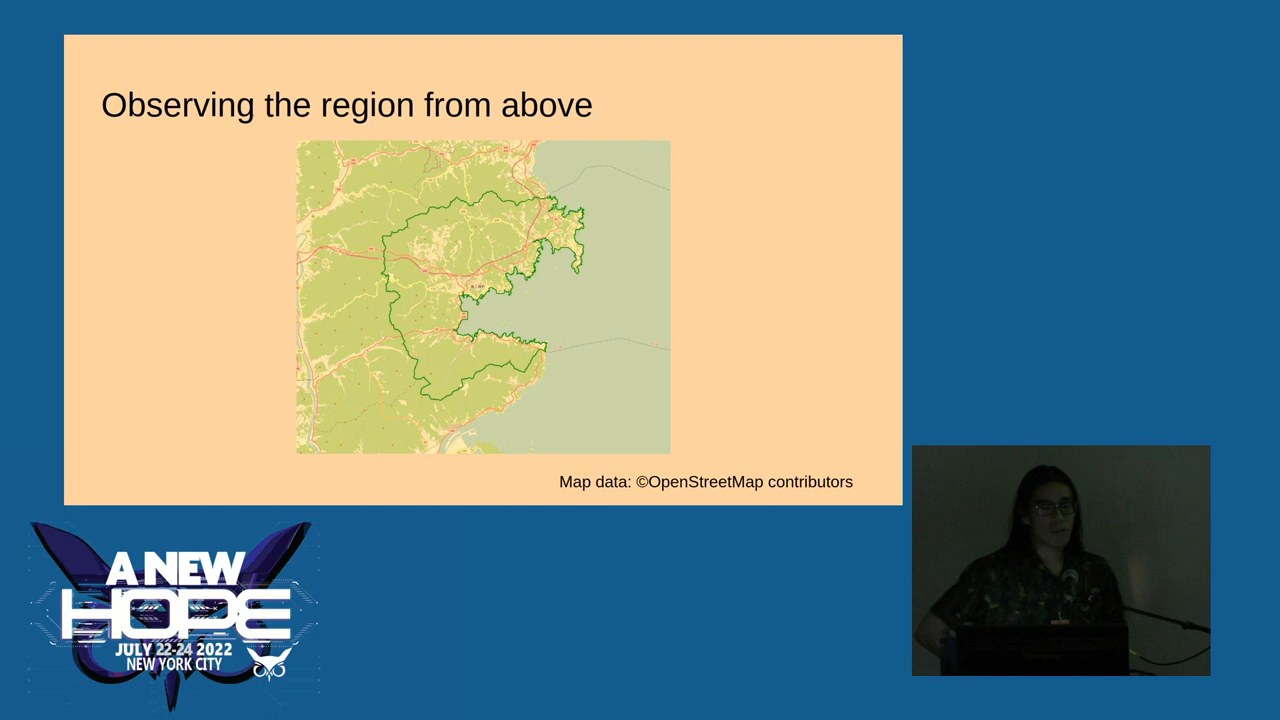 Observing the region from above
Map data: ©OpenStreetMap contributors
A NEW
HOPE
JULY 22-24 2022
NEW YORK CITY